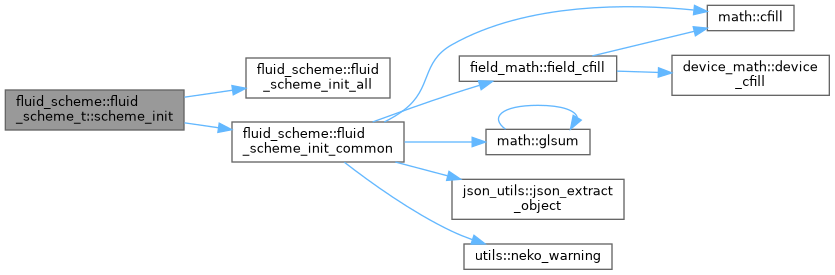 fluid_scheme::fluid
_scheme_t::scheme_init
fluid_scheme::fluid
_scheme_init_all
fluid_scheme::fluid
_scheme_init_common
math::cfill
field_math::field_cfill
device_math::device
_cfill
math::glsum
json_utils::json_extract
_object
utils::neko_warning